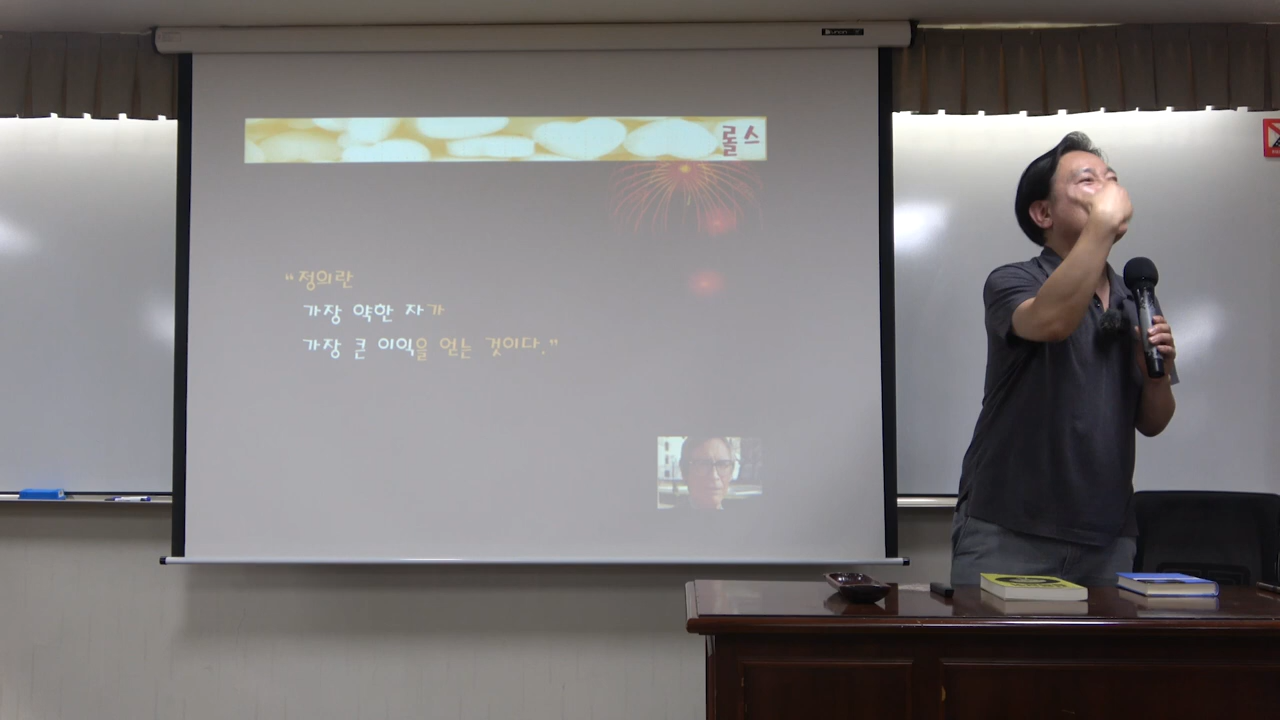 롤스
“정의란
가장 약한 자가
가장 큰 이익을 얻는 것이다.”